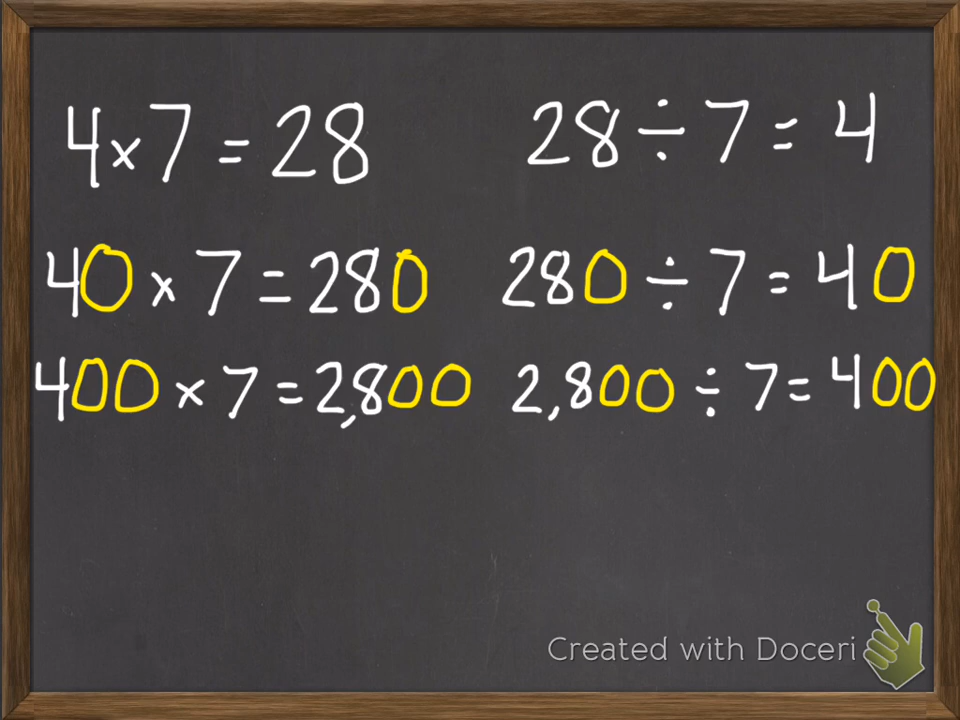 4 × 7 = 28
28 ÷ 7 = 4
40 × 7 = 280
280 ÷ 7 = 40
400 × 7 = 2,800
2,800 ÷ 7 = 400
Created with Doceri